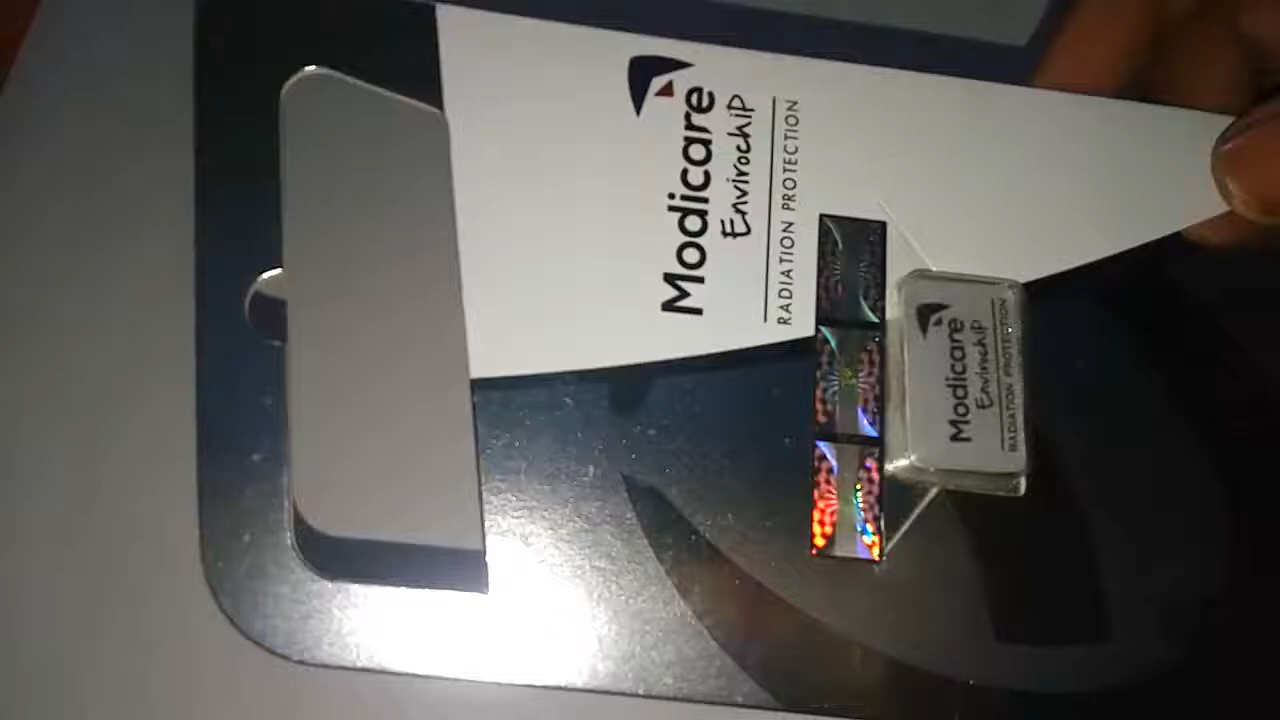 Modicare
EnvirochiP
RADIATION PROTECTION
Modicare
EnvirochiP
RADIATION PROTECTION